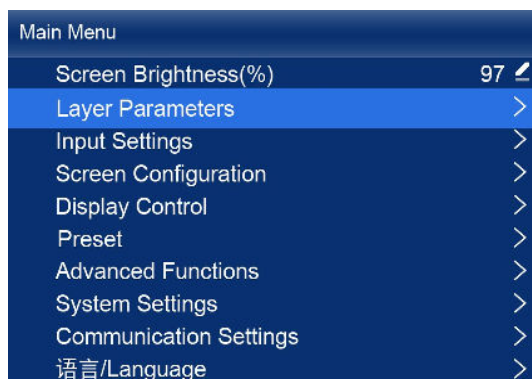 Main Menu
Screen Brightness(%) 97
Layer Parameters
Input Settings
Screen Configuration
Display Control
Preset
Advanced Functions
System Settings
Communication Settings
语言/Language